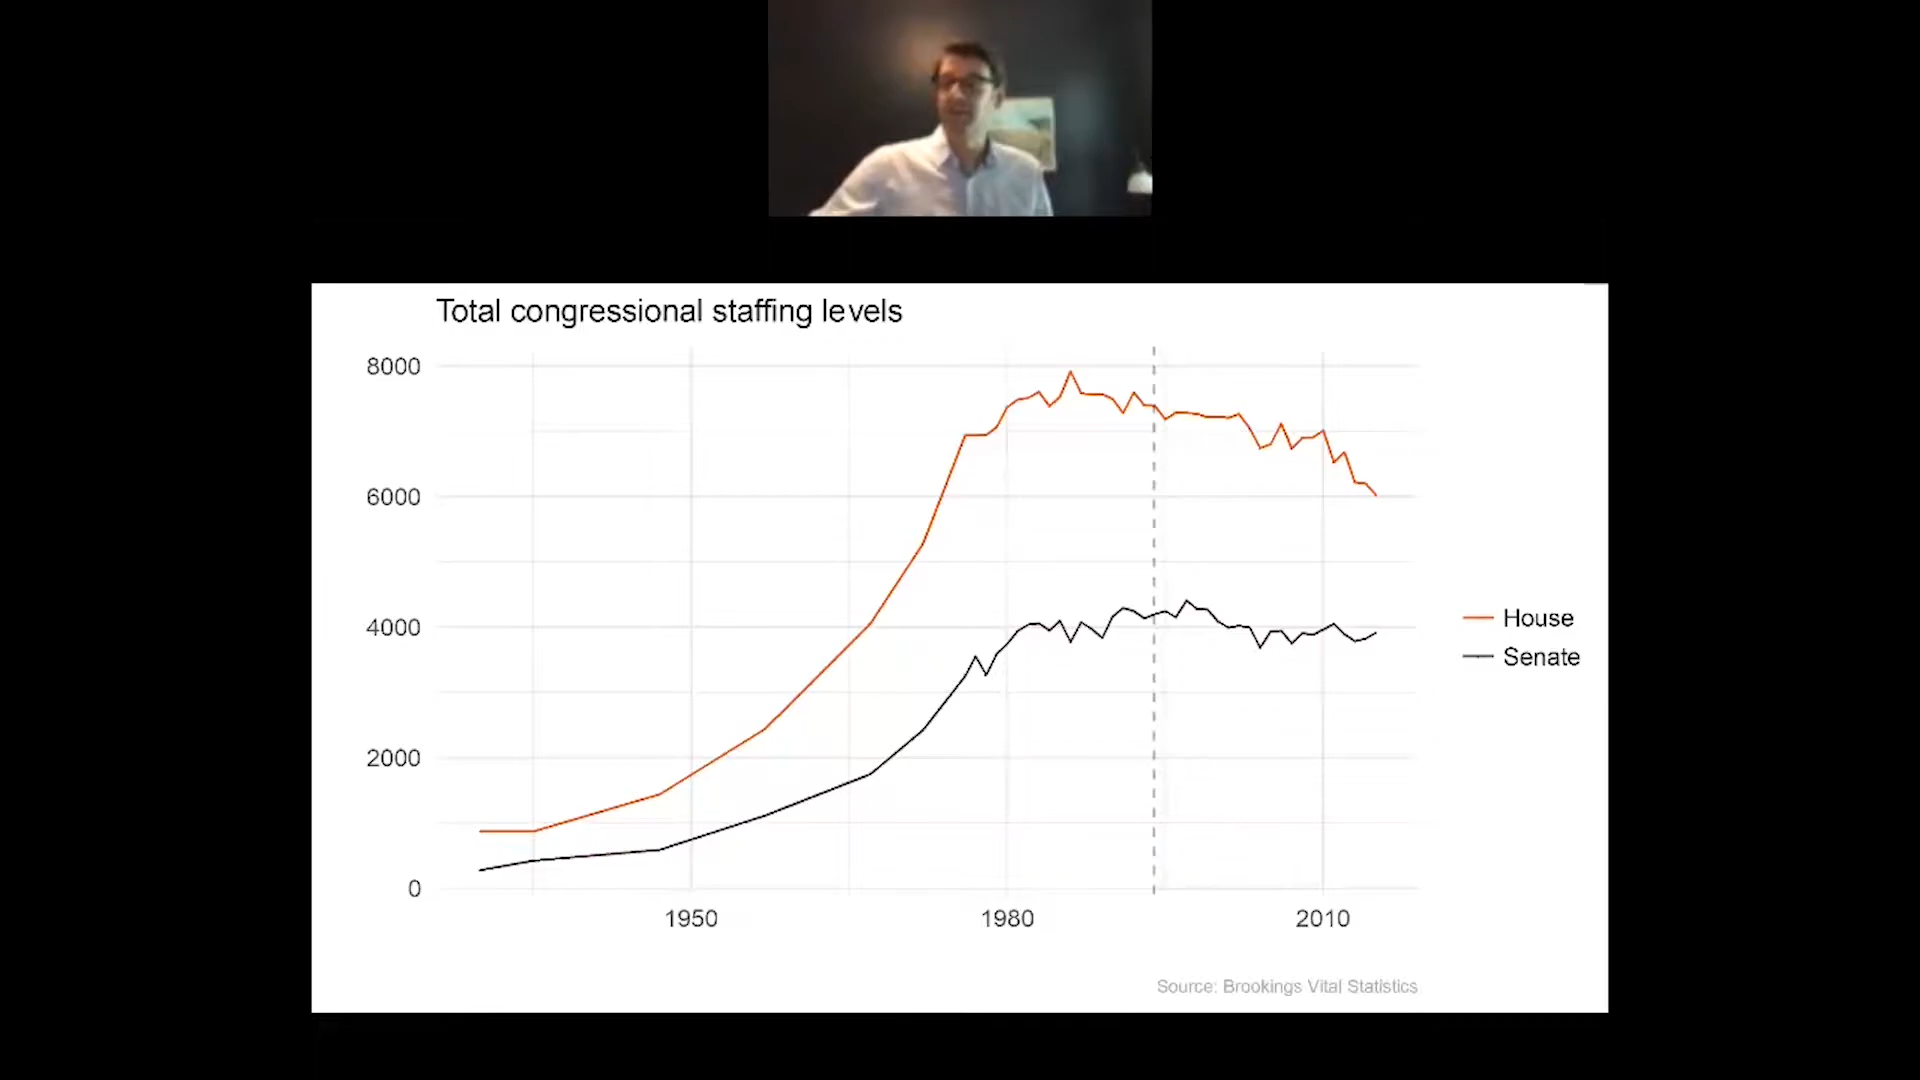 Total congressional staffing levels
8000
6000
4000
2000
0
1950
1980
2010
House
Senate
Source: Brookings Vital Statistics